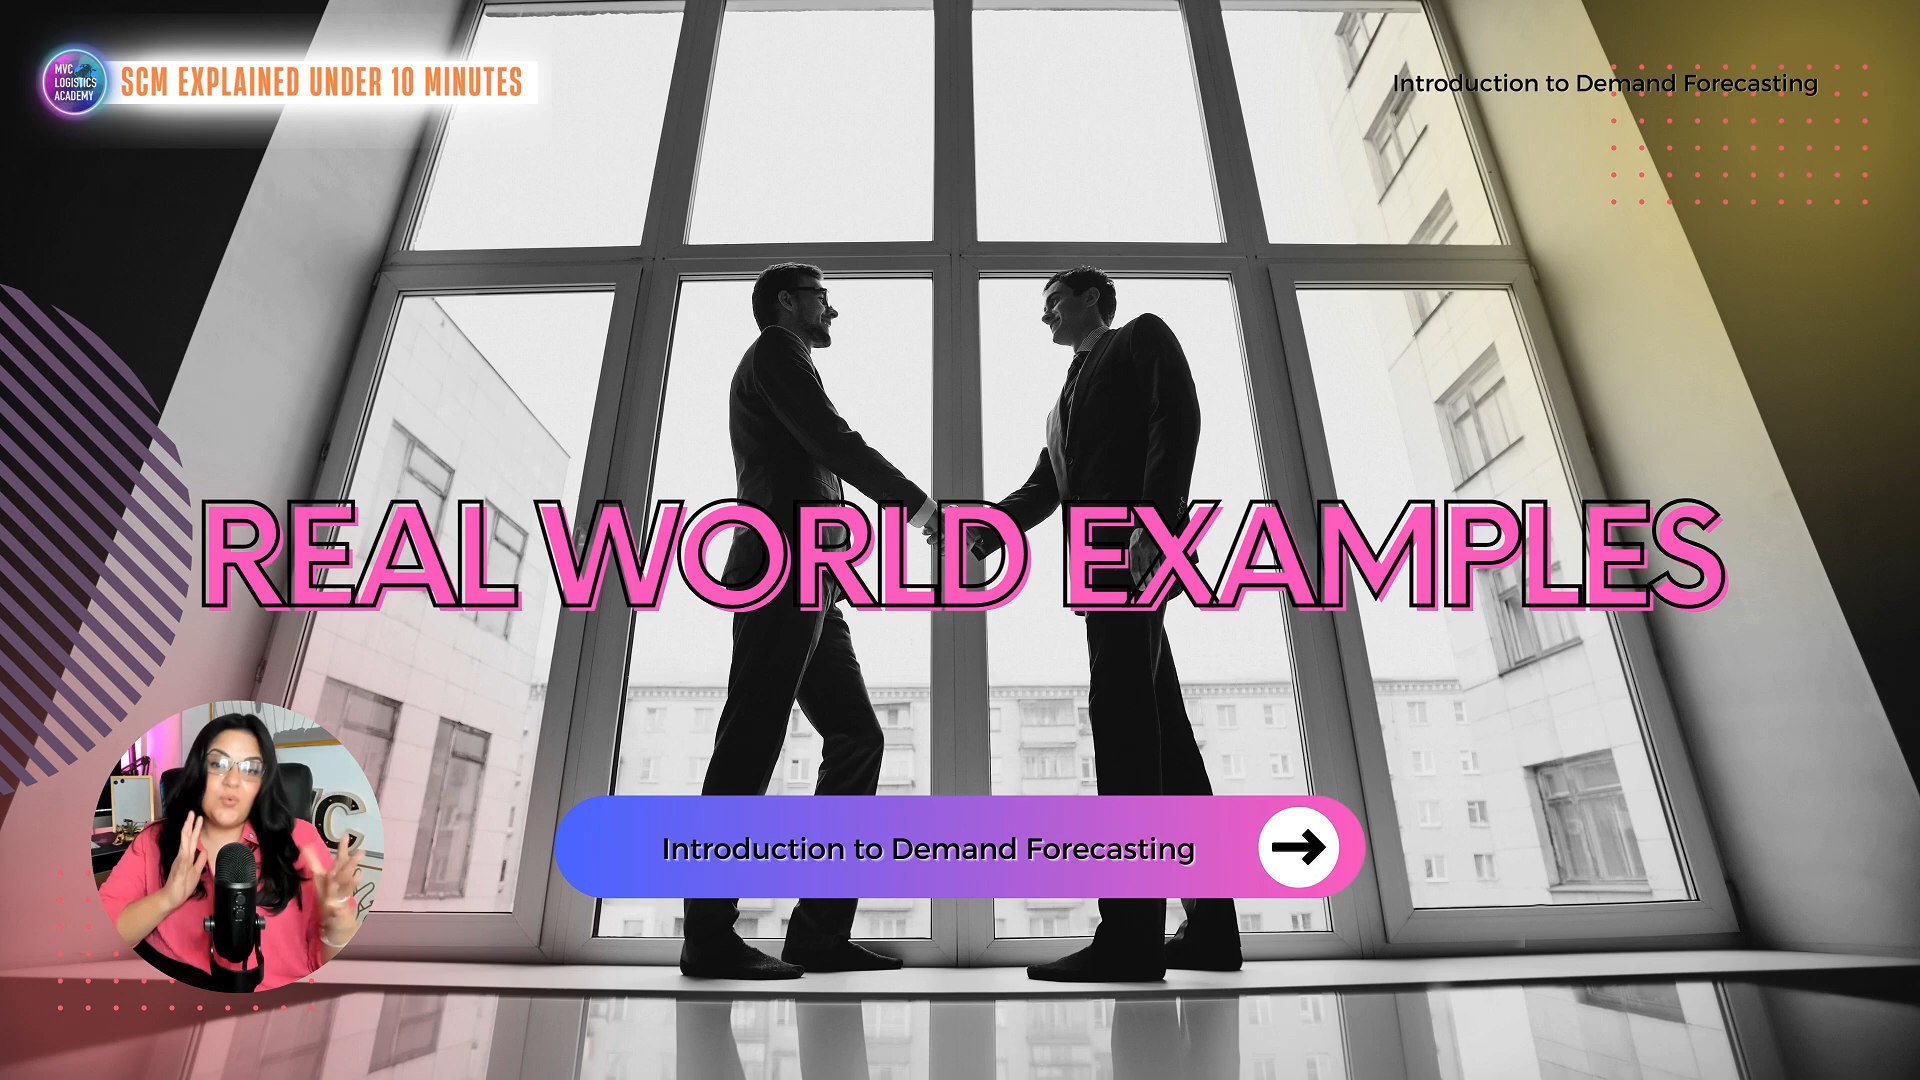 MVC
LOGISTICS
ACADEMY
SCM EXPLAINED UNDER 10 MINUTES
Introduction to Demand Forecasting
REAL WORLD EXAMPLES
Introduction to Demand Forecasting
C